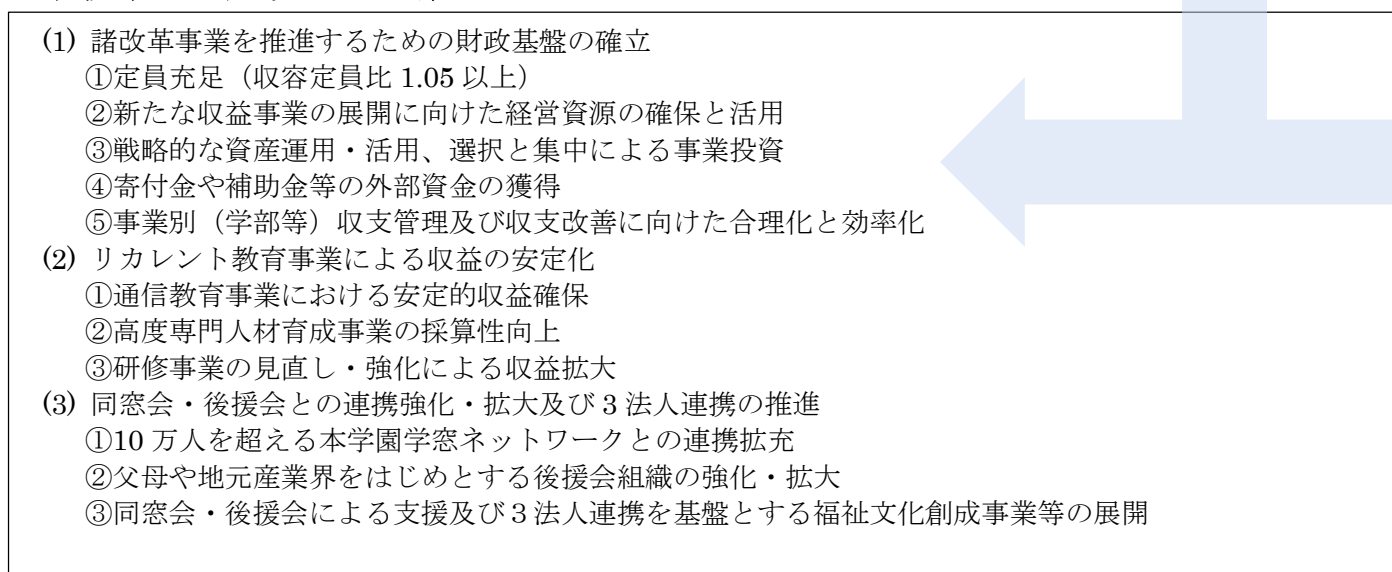 (1) 諸改革事業を推進するための財政基盤の確立
①定員充足（収容定員比 1.05 以上）
②新たな収益事業の展開に向けた経営資源の確保と活用
③戦略的な資産運用・活用、選択と集中による事業投資
④寄付金や補助金等の外部資金の獲得
⑤事業別（学部等）収支管理及び収支改善に向けた合理化と効率化
(2) リカレント教育事業による収益の安定化
①通信教育事業における安定的収益確保
②高度専門人材育成事業の採算性向上
③研修事業の見直し・強化による収益拡大
(3) 同窓会・後援会との連携強化・拡大及び 3 法人連携の推進
①10 万人を超える本学園学窓ネットワークとの連携拡充
②父母や地元産業界をはじめとする後援会組織の強化・拡大
③同窓会・後援会による支援及び３法人連携を基盤とする福祉文化創成事業等の展開